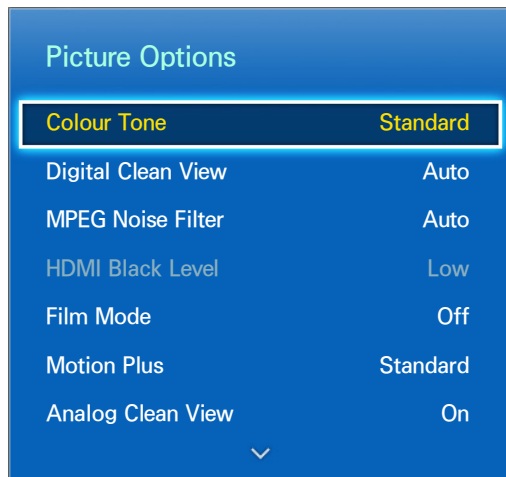 Picture Options
Colour Tone Standard
Digital Clean View Auto
MPEG Noise Filter Auto
HDMI Black Level Low
Film Mode Off
Motion Plus Standard
Analog Clean View On